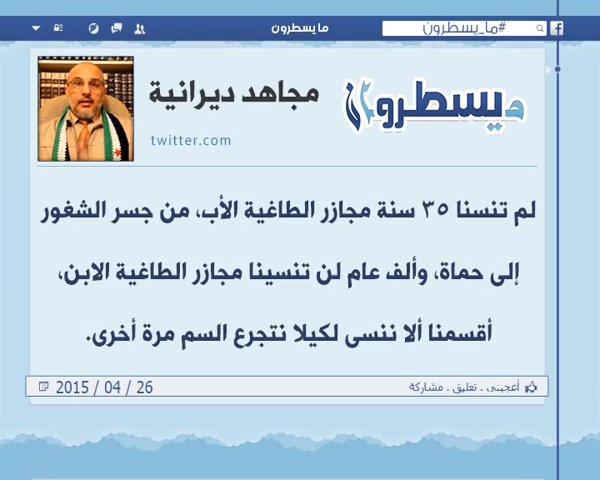 #ما_يسطرون
ما يسطرون
ما يسطرون
مجاهد ديرانية
twitter.com
لم تنسنا ٣٥ سنة مجازر الطاغية الأب، من جسر الشغور
إلى حماة، وألف عام لن تنسينا مجازر الطاغية الابن،
أقسمنا ألا ننسى لكيلا نتجرع السم مرة أخرى.
أعجبني . تعليق . مشاركة
2015 / 04 / 26